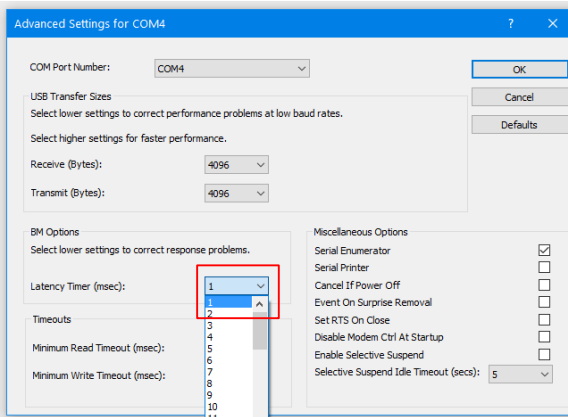 Advanced Settings for COM4
? ×
COM Port Number: COM4
OK
Cancel
Defaults
USB Transfer Sizes
Select lower settings to correct performance problems at low baud rates.
Select higher settings for faster performance.
Receive (Bytes): 4096
Transmit (Bytes): 4096
BM Options
Select lower settings to correct response problems.
Latency Timer (msec): 1
1
2
3
4
5
6
7
8
9
10
Timeouts
Minimum Read Timeout (msec):
Minimum Write Timeout (msec):
Miscellaneous Options
Serial Enumerator
Serial Printer
Cancel If Power Off
Event On Surprise Removal
Set RTS On Close
Disable Modem Ctrl At Startup
Enable Selective Suspend
Selective Suspend Idle Timeout (secs): 5